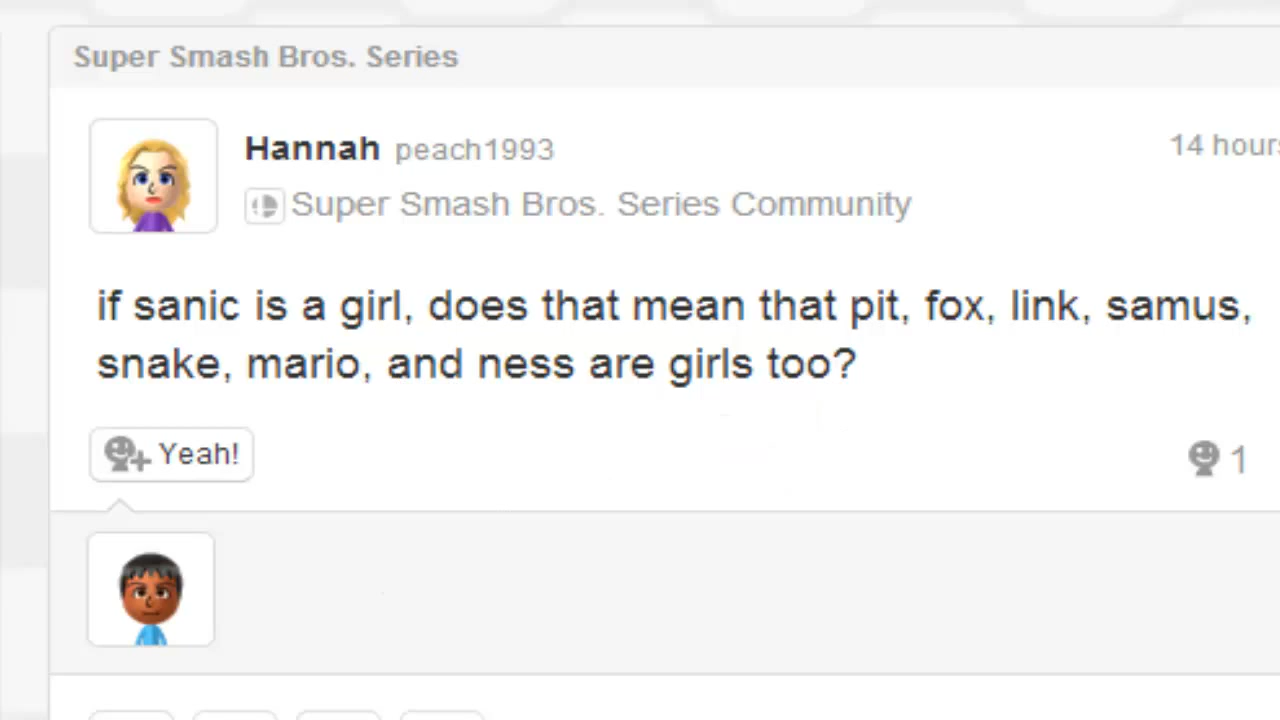 Super Smash Bros. Series
Hannah peach1993
14 hours
Super Smash Bros. Series Community
if sanic is a girl, does that mean that pit, fox, link, samus,
snake, mario, and ness are girls too?
Yeah!
1